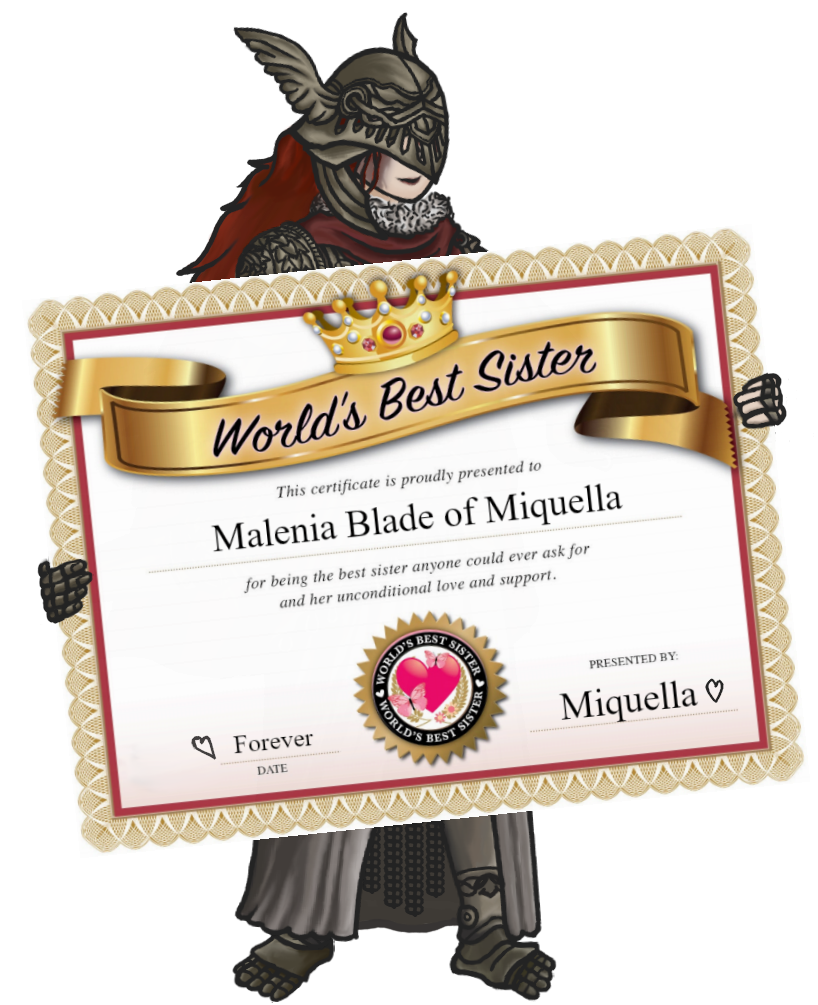 World's Best Sister
This certificate is proudly presented to
Malenia Blade of Miquella
for being the best sister anyone could ever ask for
and her unconditional love and support.
WORLD'S BEST SISTER
WORLD'S BEST SISTER
PRESENTED BY:
Miquella
Forever
DATE